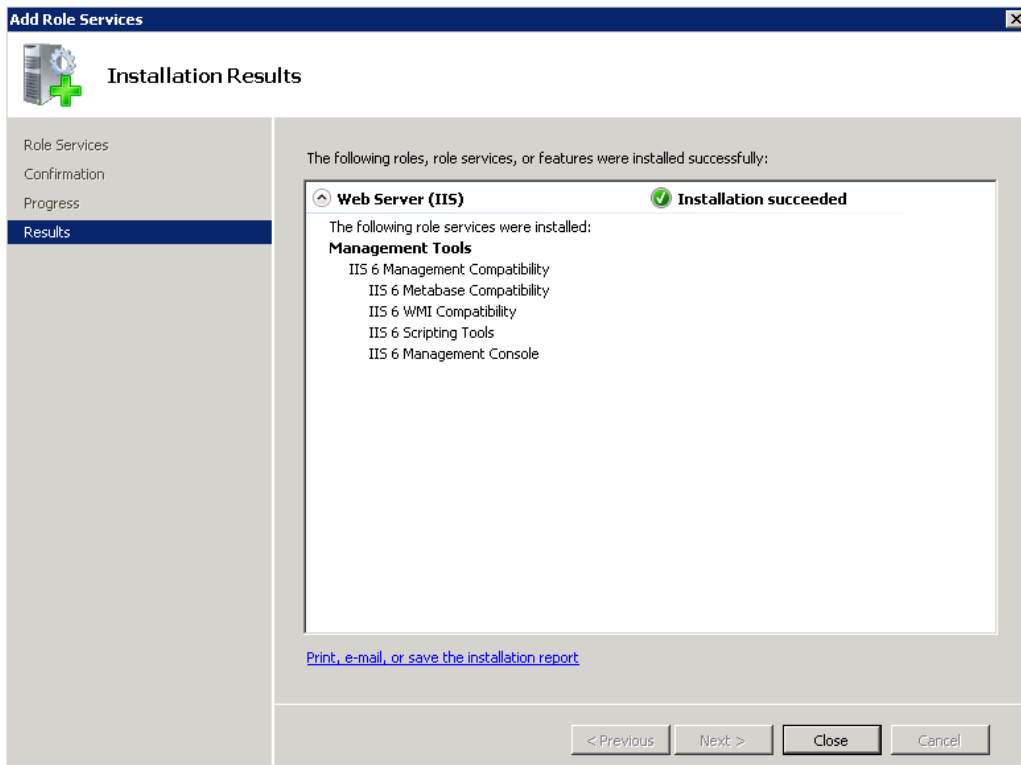 Add Role Services
Installation Results
Role Services
Confirmation
Progress
Results
The following roles, role services, or features were installed successfully:
Web Server (IIS)
Installation succeeded
The following role services were installed:
Management Tools
IIS 6 Management Compatibility
IIS 6 Metabase Compatibility
IIS 6 WMI Compatibility
IIS 6 Scripting Tools
IIS 6 Management Console
Print, e-mail, or save the installation report
< Previous
Next >
Close
Cancel